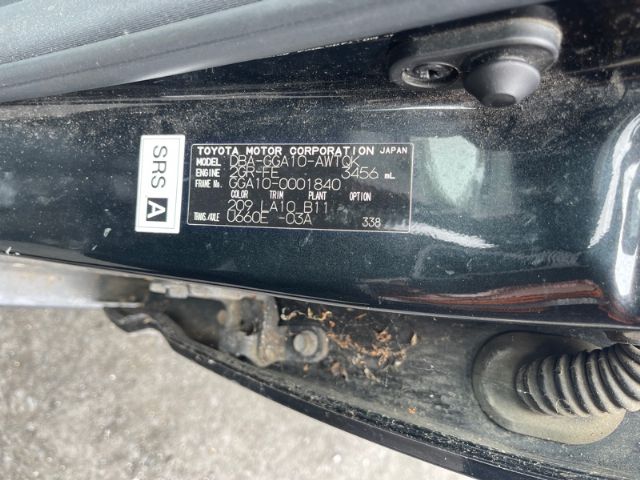 TOYOTA MOTOR CORPORATION JAPAN
MODEL DBA-GGA10-AWTQK
ENGINE 2GR-FE 3456 mL
FRAME No. GGA10-0001840
COLOR TRIM PLANT OPTION
209 LA10 B11
TRANS./AXLE U660E -03A 338
SRS A